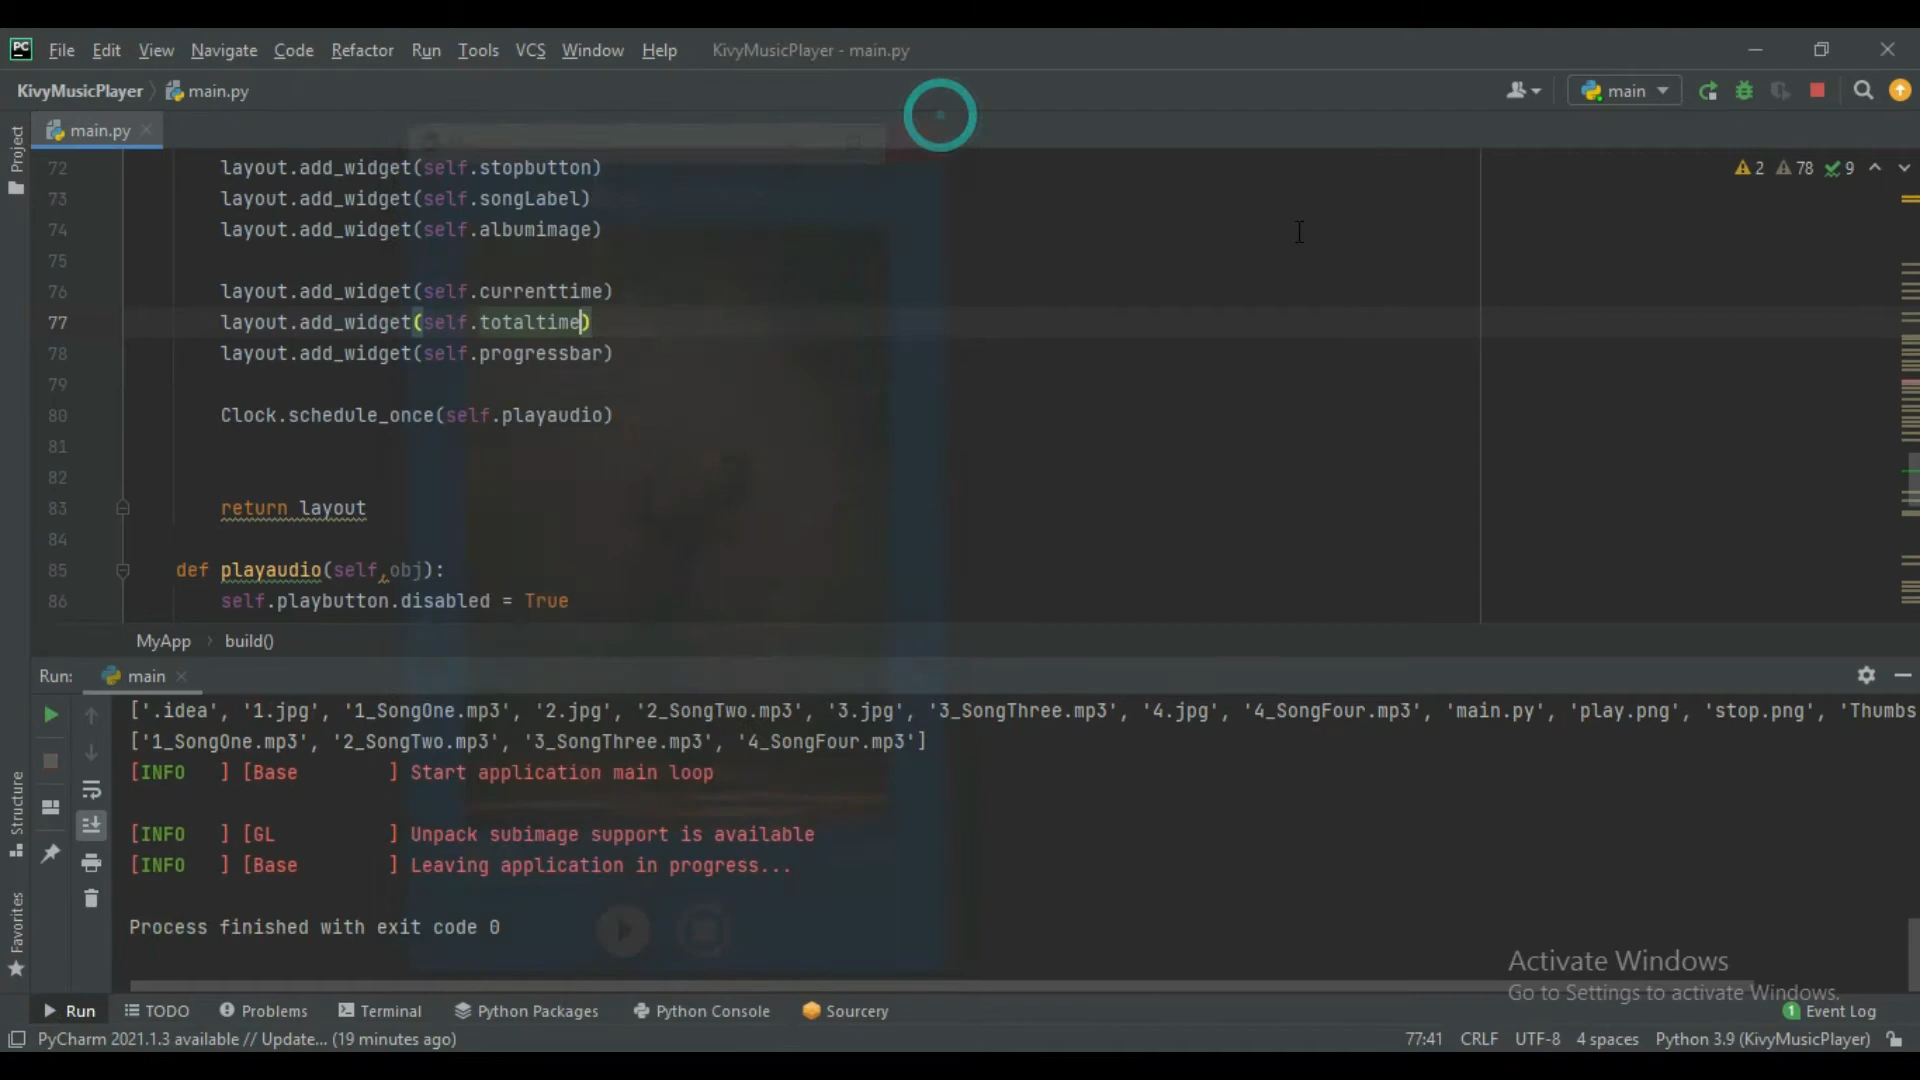 PC File Edit View Navigate Code Refactor Run Tools VCS Window Help KivyMusicPlayer - main.py
KivyMusicPlayer main.py main
Project
main.py
72 layout.add_widget(self.stopbutton)
73 layout.add_widget(self.songLabel)
74 layout.add_widget(self.albumimage)
75
76 layout.add_widget(self.currenttime)
77 layout.add_widget(self.totaltime)
78 layout.add_widget(self.progressbar)
79
80 Clock.schedule_once(self.playaudio)
81
82
83 return layout
84
85 def playaudio(self,obj):
86 self.playbutton.disabled = True
2 78 9
MyApp build()
Run: main
['.idea', '1.jpg', '1_SongOne.mp3', '2.jpg', '2_SongTwo.mp3', '3.jpg', '3_SongThree.mp3', '4.jpg', '4_SongFour.mp3', 'main.py', 'play.png', 'stop.png', 'Thumbs
['1_SongOne.mp3', '2_SongTwo.mp3', '3_SongThree.mp3', '4_SongFour.mp3']
[INFO ] [Base ] Start application main loop
[INFO ] [GL ] Unpack subimage support is available
[INFO ] [Base ] Leaving application in progress...
Process finished with exit code 0
Structure
Favorites
Activate Windows
Go to Settings to activate Windows.
Run TODO Problems Terminal Python Packages Python Console Sourcery 1 Event Log
PyCharm 2021.1.3 available // Update... (19 minutes ago) 77:41 CRLF UTF-8 4 spaces Python 3.9 (KivyMusicPlayer)